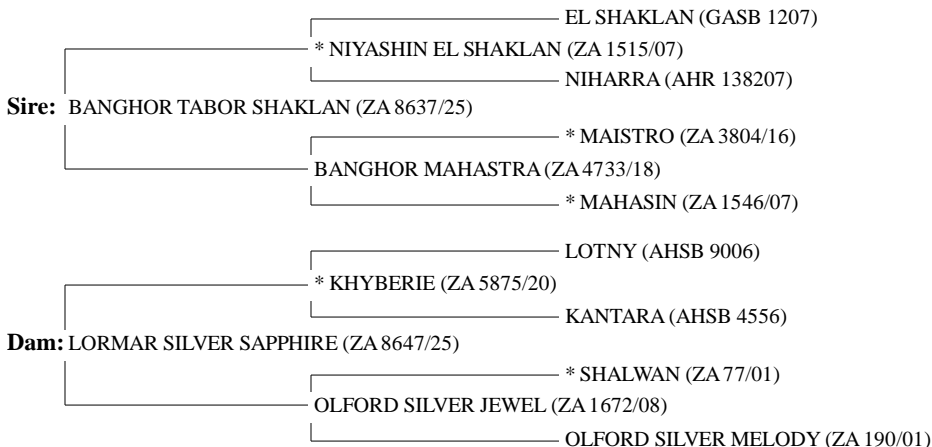 EL SHAKLAN (GASB 1207)
* NIYASHIN EL SHAKLAN (ZA 1515/07)
NIHARRA (AHR 138207)
Sire: BANGHOR TABOR SHAKLAN (ZA 8637/25)
* MAISTRO (ZA 3804/16)
BANGHOR MAHASTRA (ZA 4733/18)
* MAHASIN (ZA 1546/07)
LOTNY (AHSB 9006)
* KHYBERIE (ZA 5875/20)
KANTARA (AHSB 4556)
Dam: LORMAR SILVER SAPPHIRE (ZA 8647/25)
* SHALWAN (ZA 77/01)
OLFORD SILVER JEWEL (ZA 1672/08)
OLFORD SILVER MELODY (ZA 190/01)